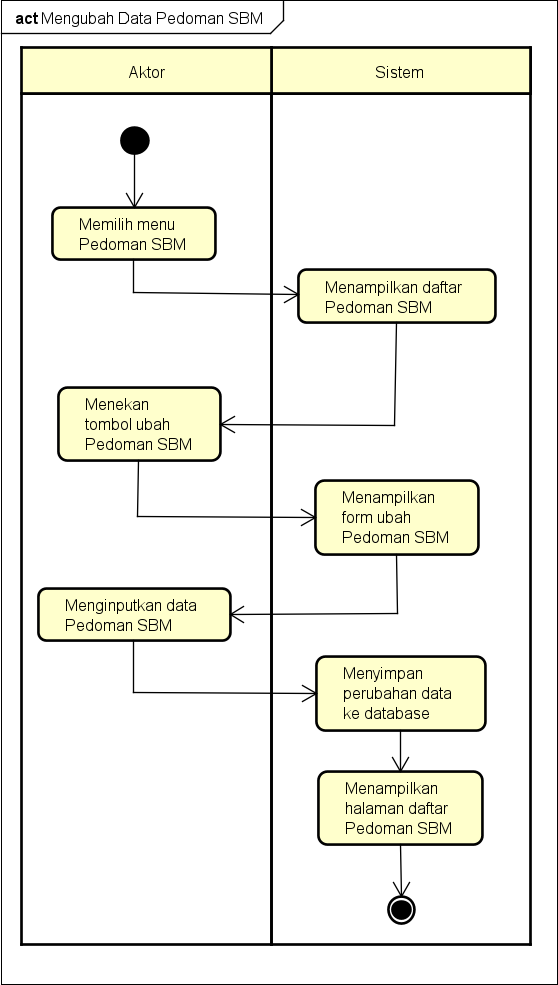 act Mengubah Data Pedoman SBM
Aktor
Sistem
Memilih menu
Pedoman SBM
Menampilkan daftar
Pedoman SBM
Menekan
tombol ubah
Pedoman SBM
Menampilkan
form ubah
Pedoman SBM
Menginputkan data
Pedoman SBM
Menyimpan
perubahan data
ke database
Menampilkan
halaman daftar
Pedoman SBM